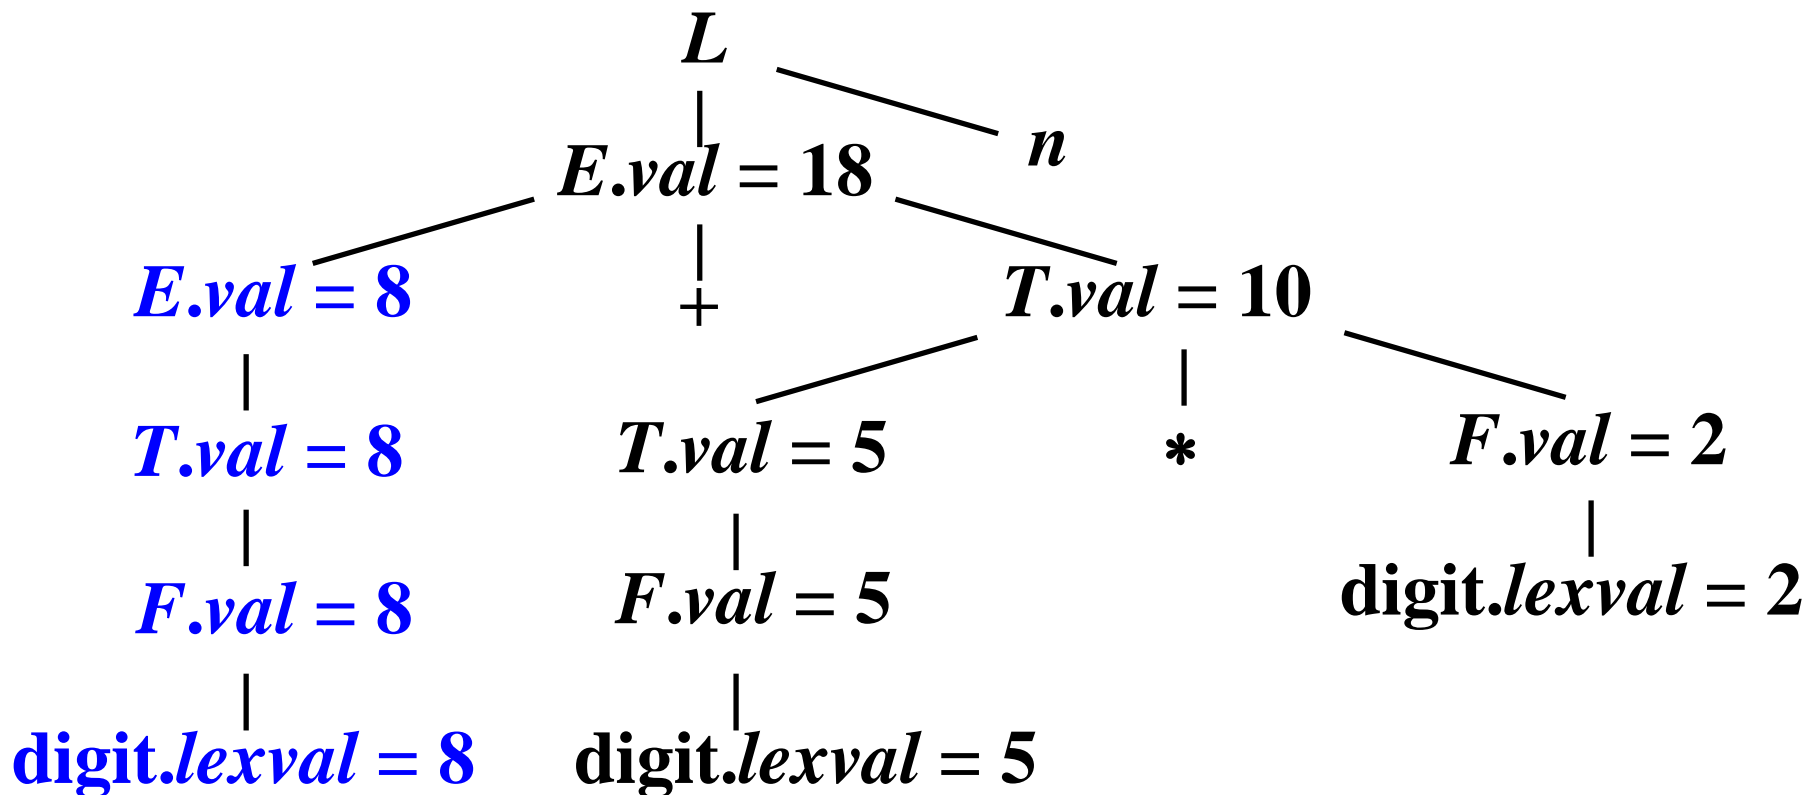 L
n
E.val = 18
E.val = 8 + T.val = 10
T.val = 8 T.val = 5 * F.val = 2
F.val = 8 F.val = 5 digit.lexval = 2
digit.lexval = 8 digit.lexval = 5